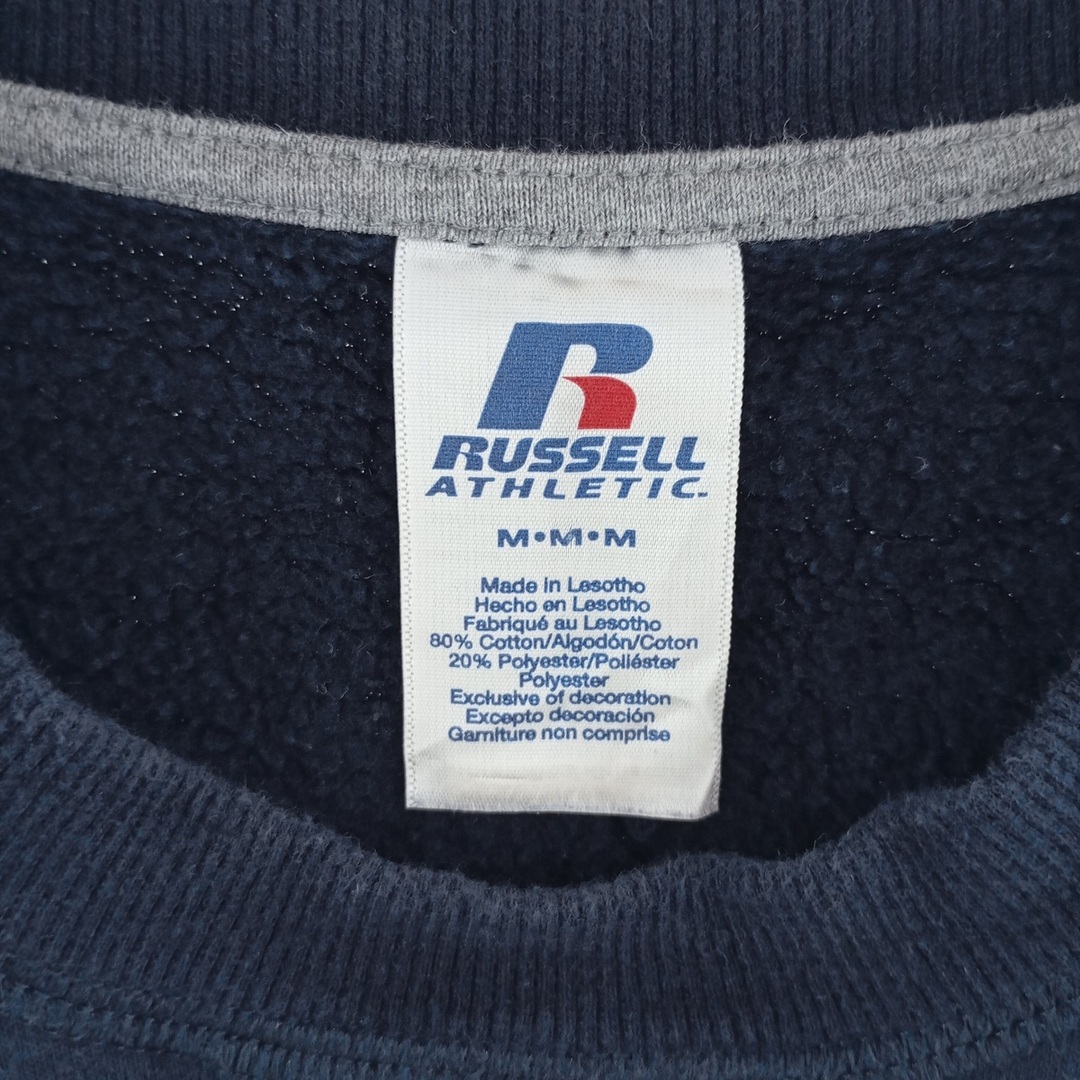 R
RUSSELL
ATHLETIC.
M•M•M
Made in Lesotho
Hecho en Lesotho
Fabriqué au Lesotho
80% Cotton/Algodón/Coton
20% Polyester/Poliéster
Polyester
Exclusive of decoration
Excepto decoración
Garniture non comprise